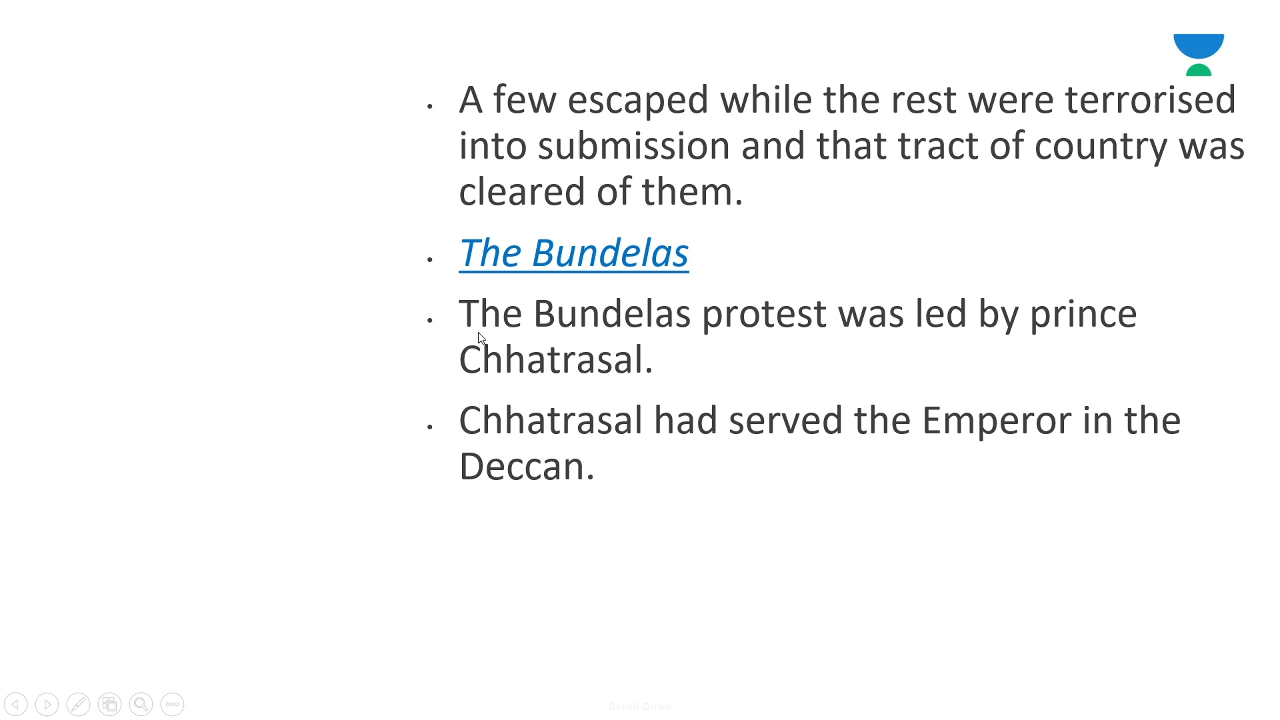 A few escaped while the rest were terrorised
into submission and that tract of country was
cleared of them.
The Bundelas
The Bundelas protest was led by prince
Chhatrasal.
Chhatrasal had served the Emperor in the
Deccan.
Scroll Down